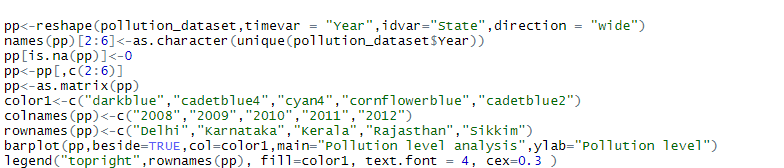 pp<-reshape(pollution_dataset,timevar = "Year",idvar="State",direction = "wide")
names(pp)[2:6]<-as.character(unique(pollution_dataset$Year))
pp[is.na(pp)]<-0
pp<-pp[,c(2:6)]
pp<-as.matrix(pp)
color1<-c("darkblue","cadetblue4","cyan4","cornflowerblue","cadetblue2")
colnames(pp)<-c("2008","2009","2010","2011","2012")
rownames(pp)<-c("Delhi","Karnataka","Kerala","Rajasthan","Sikkim")
barplot(pp,beside=TRUE,col=color1,main="Pollution level analysis",ylab="Pollution level")
legend("topright",rownames(pp), fill=color1, text.font = 4, cex=0.3 )